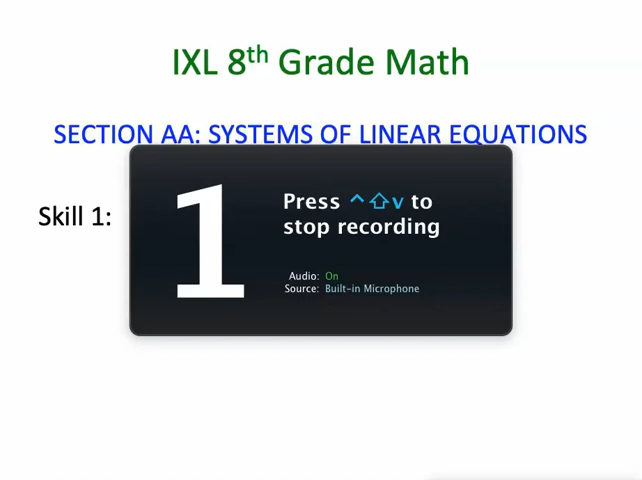 IXL 8th Grade Math
SECTION AA: SYSTEMS OF LINEAR EQUATIONS
Skill 1:
1
Press ^⇧v to
stop recording
Audio: On
Source: Built-in Microphone